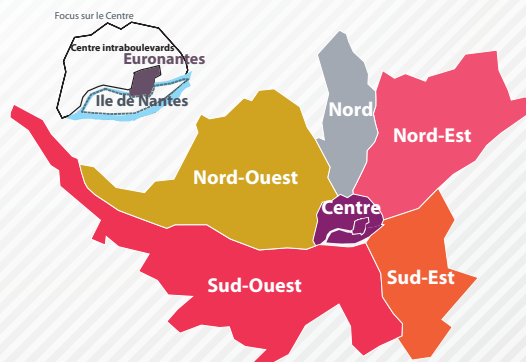 Focus sur le Centre
Centre intraboulevards
Euronantes
Ile de Nantes
Nord
Nord-Est
Nord-Ouest
Centre
Sud-Ouest
Sud-Est